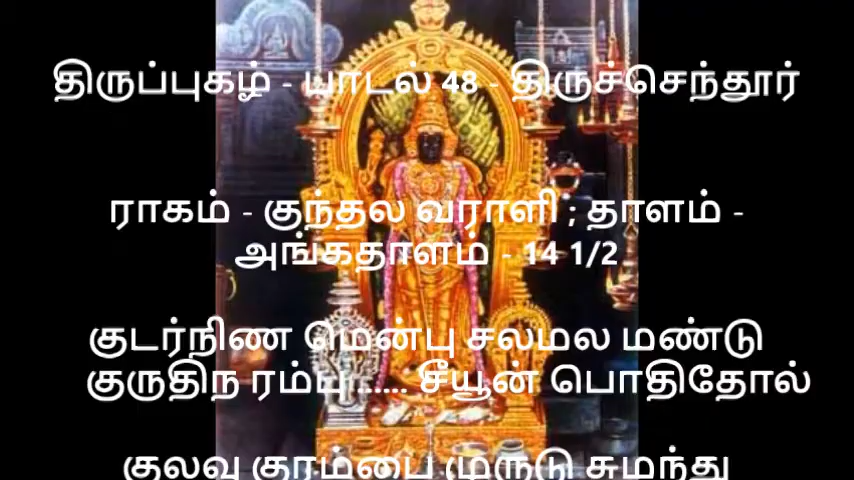 திருப்புகழ் - பாடல் 48 - திருச்செந்தூர்
ராகம் - குந்தல வராளி ; தாளம் -
அங்கதாளம் - 14 1/2
குடர்நிண மென்பு சலமல மண்டு
குருதிந ரம்பு ...... சீயூன் பொதிதோல்
குலவு குரம்பை முருடு சுமந்து